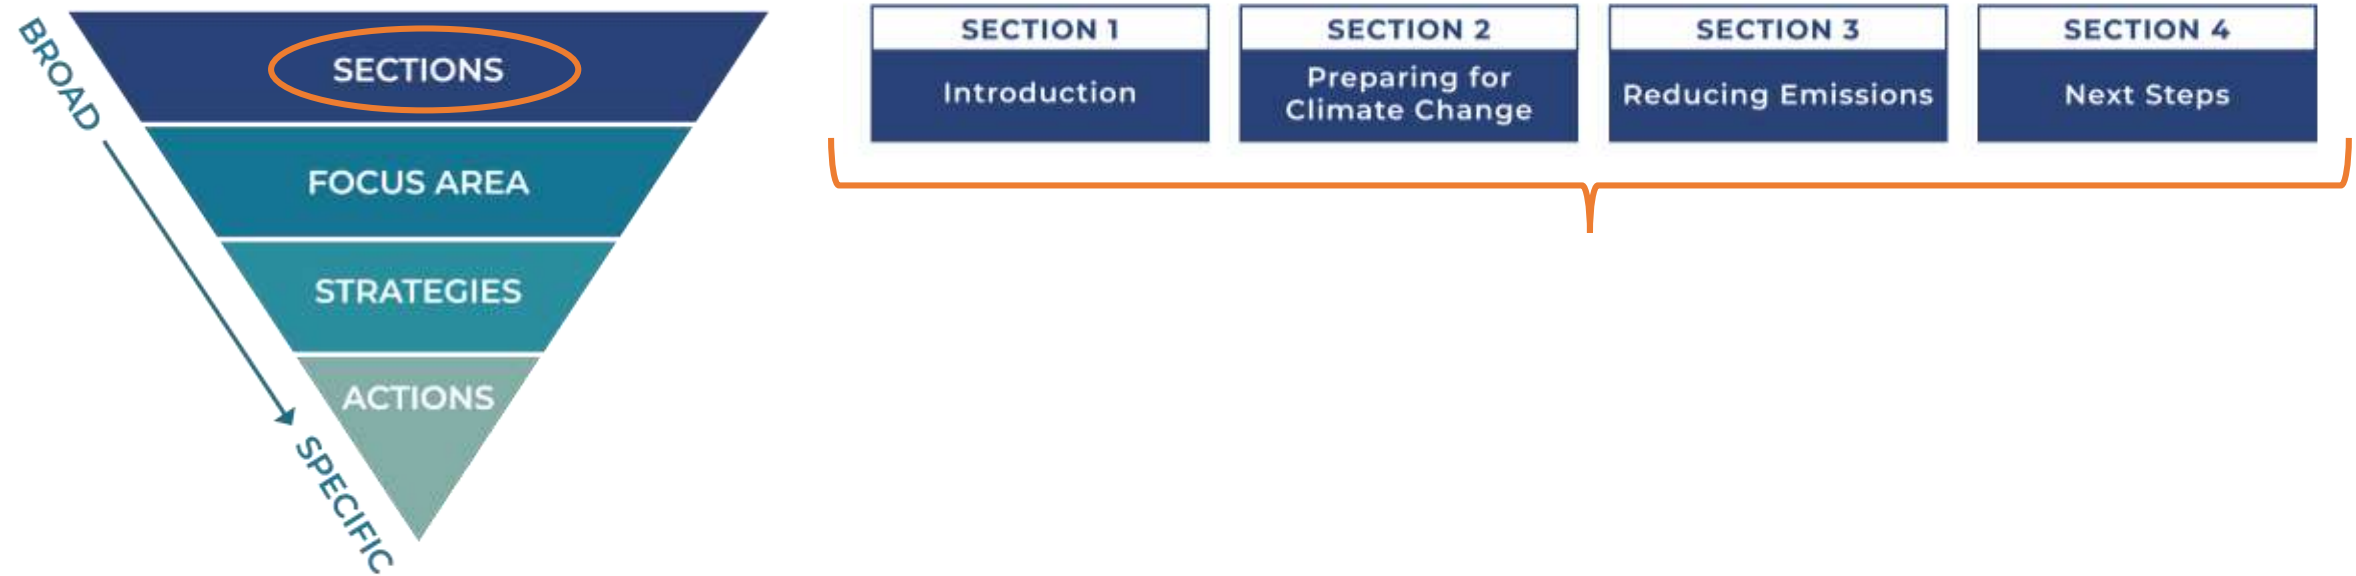 BROAD
SECTIONS
FOCUS AREA
STRATEGIES
ACTIONS
SPECIFIC
SECTION 1
Introduction
SECTION 2
Preparing for
Climate Change
SECTION 3
Reducing Emissions
SECTION 4
Next Steps